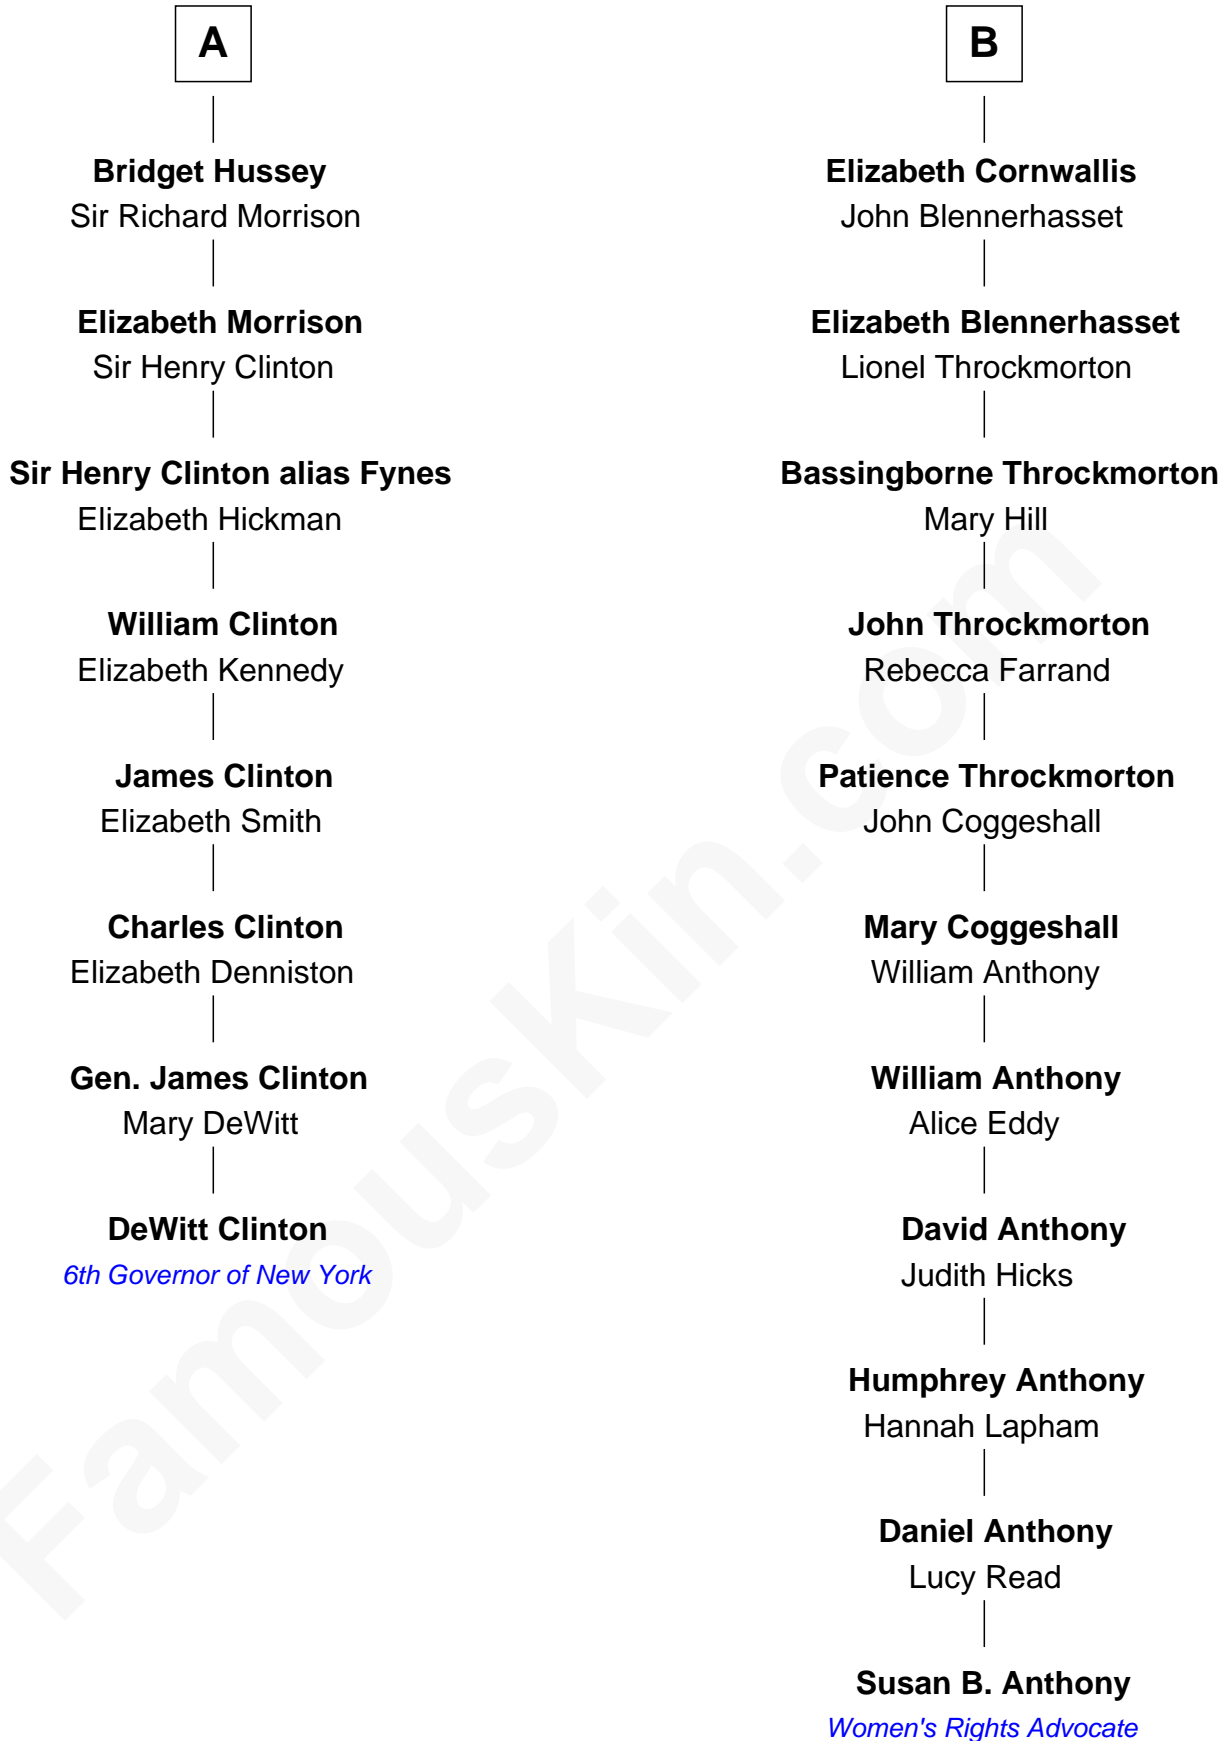 A
Bridget Hussey
Sir Richard Morrison
Elizabeth Morrison
Sir Henry Clinton
Sir Henry Clinton alias Fynes
Elizabeth Hickman
William Clinton
Elizabeth Kennedy
James Clinton
Elizabeth Smith
Charles Clinton
Elizabeth Denniston
Gen. James Clinton
Mary DeWitt
DeWitt Clinton
6th Governor of New York
B
Elizabeth Cornwallis
John Blennerhasset
Elizabeth Blennerhasset
Lionel Throckmorton
Bassingborne Throckmorton
Mary Hill
John Throckmorton
Rebecca Farrand
Patience Throckmorton
John Coggeshall
Mary Coggeshall
William Anthony
William Anthony
Alice Eddy
David Anthony
Judith Hicks
Humphrey Anthony
Hannah Lapham
Daniel Anthony
Lucy Read
Susan B. Anthony
Women's Rights Advocate
FamousKin.com